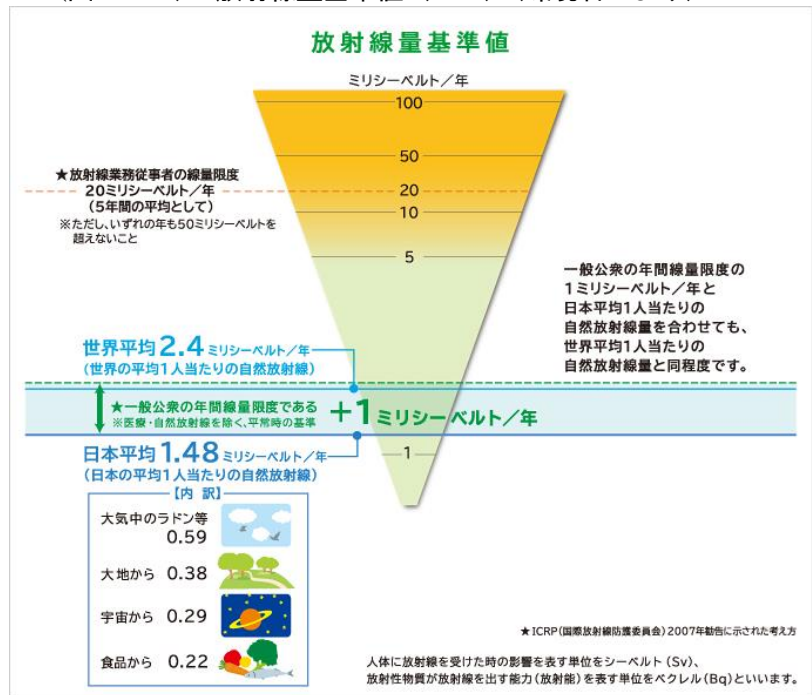 放射線量基準値
ミリシーベルト／年
100
50
20
10
5
1
★放射線業務従事者の線量限度
20ミリシーベルト／年
(5年間の平均として)
※ただし、いずれの年も50ミリシーベルトを
超えないこと
一般公衆の年間線量限度の
1ミリシーベルト／年と
日本平均1人当たりの
自然放射線量を合わせても、
世界平均1人当たりの
自然放射線量と同程度です。
世界平均2.4ミリシーベルト／年
(世界の平均1人当たりの自然放射線)
★一般公衆の年間線量限度である
※医療・自然放射線を除く、平常時の基準
+1ミリシーベルト／年
日本平均1.48ミリシーベルト／年
(日本の平均1人当たりの自然放射線)
【内 訳】
大気中のラドン等
0.59
大地から 0.38
宇宙から 0.29
食品から 0.22
★ICRP(国際放射線防護委員会)2007年勧告に示された考え方
人体に放射線を受けた時の影響を表す単位をシーベルト(Sv)、
放射性物質が放射線を出す能力(放射能)を表す単位をベクレル(Bq)といいます。